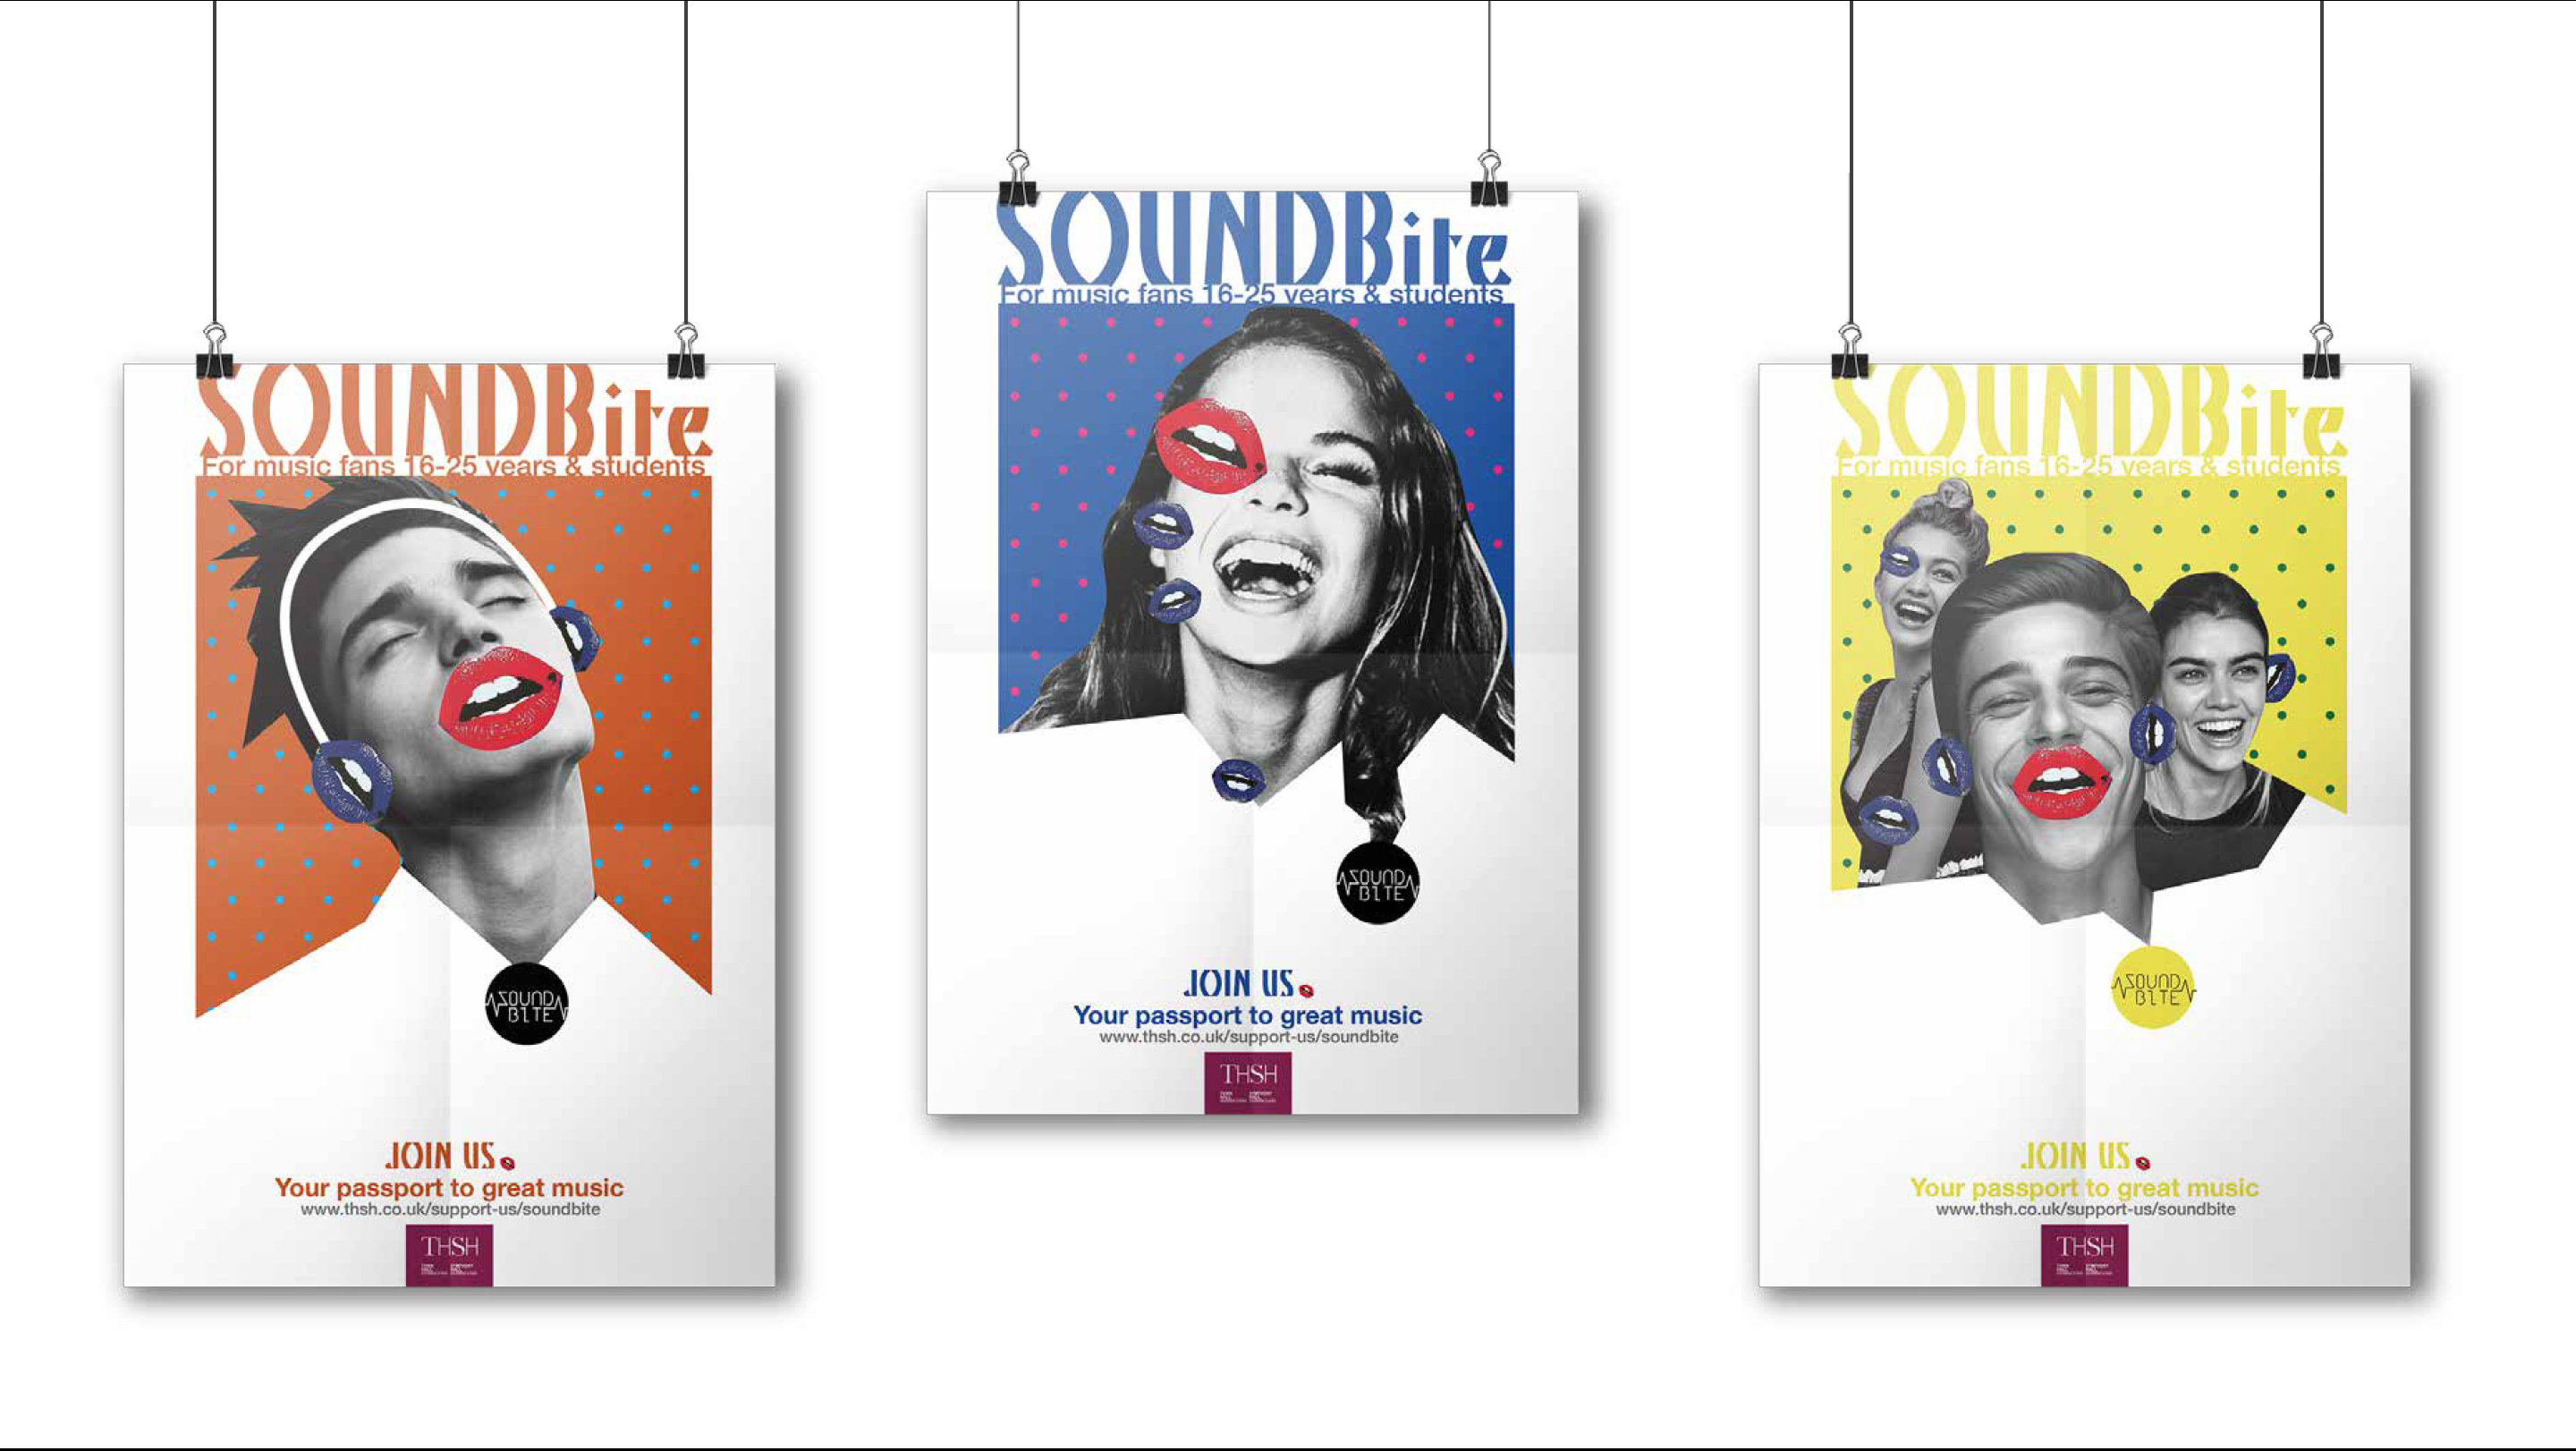 SOUNDBite
For music fans 16-25 years & students
SOUND
BITE
JOIN US.
Your passport to great music
www.thsh.co.uk/support-us/soundbite
THSH
SOUNDBite
For music fans 16-25 years & students
SOUND
BITE
JOIN US.
Your passport to great music
www.thsh.co.uk/support-us/soundbite
THSH
SOUNDBite
For music fans 16-25 years & students
SOUND
BITE
JOIN US.
Your passport to great music
www.thsh.co.uk/support-us/soundbite
THSH